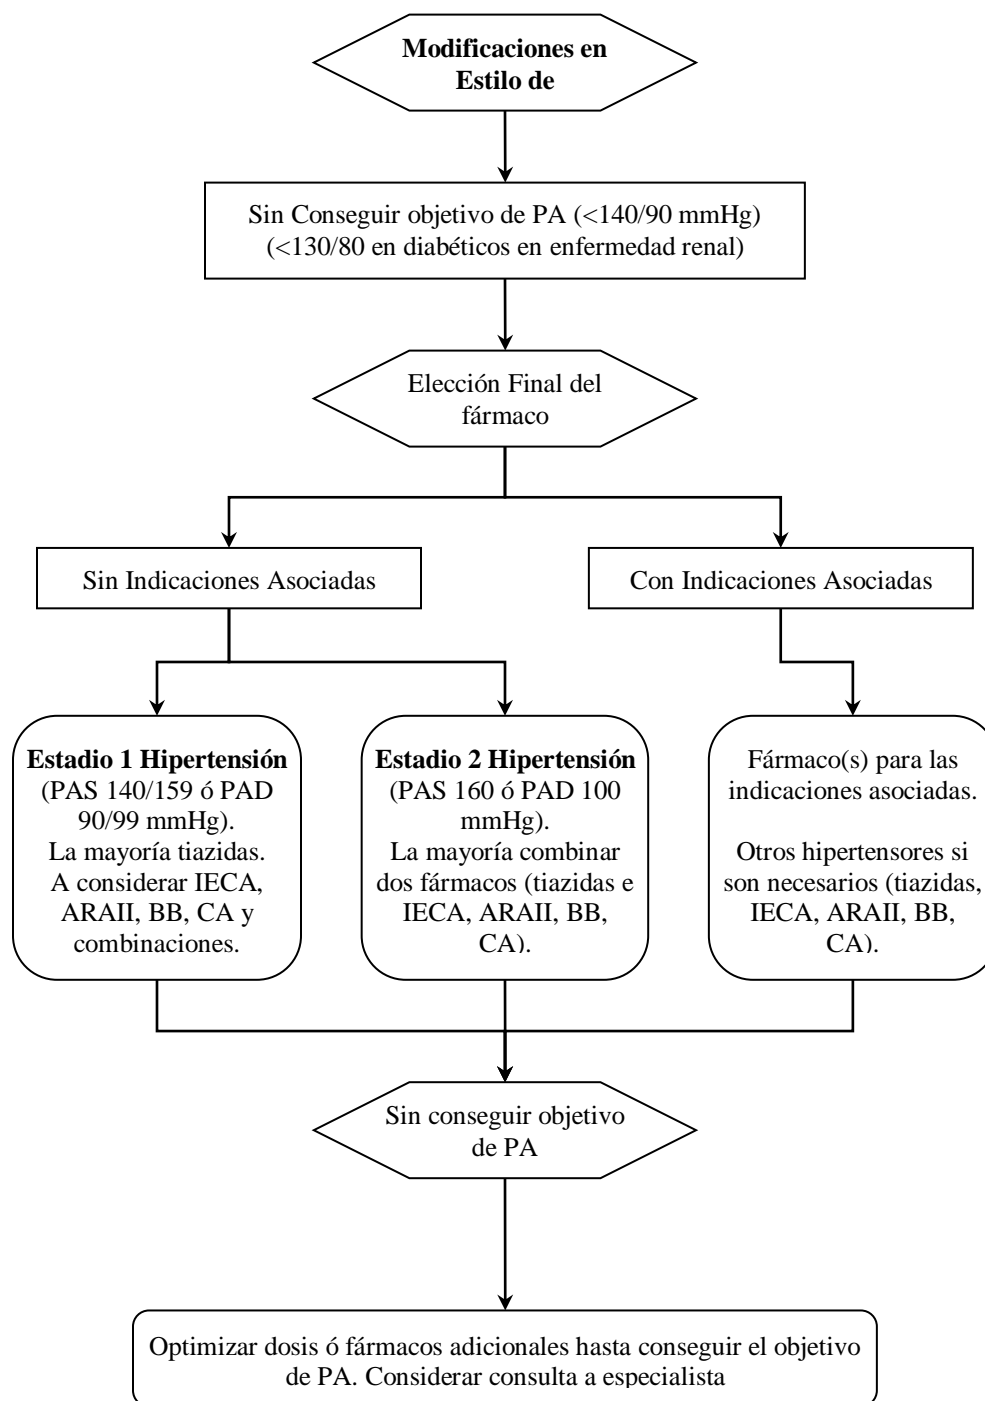 Modificaciones en
Estilo de
Sin Conseguir objetivo de PA (<140/90 mmHg)
(<130/80 en diabéticos en enfermedad renal)
Elección Final del
fármaco
Sin Indicaciones Asociadas
Con Indicaciones Asociadas
Estadio 1 Hipertensión
(PAS 140/159 ó PAD
90/99 mmHg).
La mayoría tiazidas.
A considerar IECA,
ARAII, BB, CA y
combinaciones.
Estadio 2 Hipertensión
(PAS 160 ó PAD 100
mmHg).
La mayoría combinar
dos fármacos (tiazidas e
IECA, ARAII, BB,
CA).
Fármaco(s) para las
indicaciones asociadas.
Otros hipertensores si
son necesarios (tiazidas,
IECA, ARAII, BB,
CA).
Sin conseguir objetivo
de PA
Optimizar dosis ó fármacos adicionales hasta conseguir el objetivo
de PA. Considerar consulta a especialista